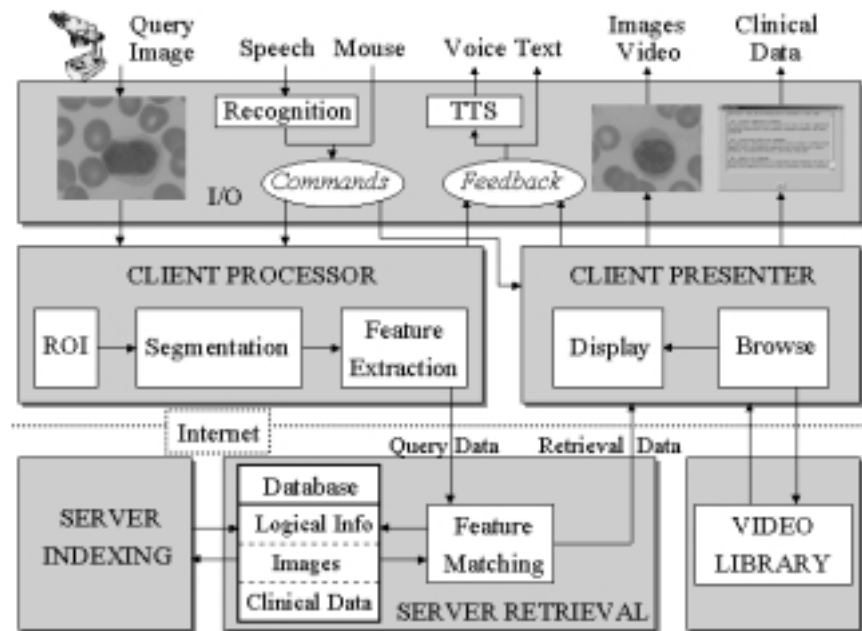 Query Image
Speech
Mouse
Voice
Text
Images Video
Clinical Data
Recognition
TTS
Commands
Feedback
I/O
CLIENT PROCESSOR
ROI
Segmentation
Feature Extraction
CLIENT PRESENTER
Display
Browse
Internet
Query Data
Retrieval Data
SERVER INDEXING
Database
Logical Info
Images
Clinical Data
Feature Matching
SERVER RETRIEVAL
VIDEO LIBRARY